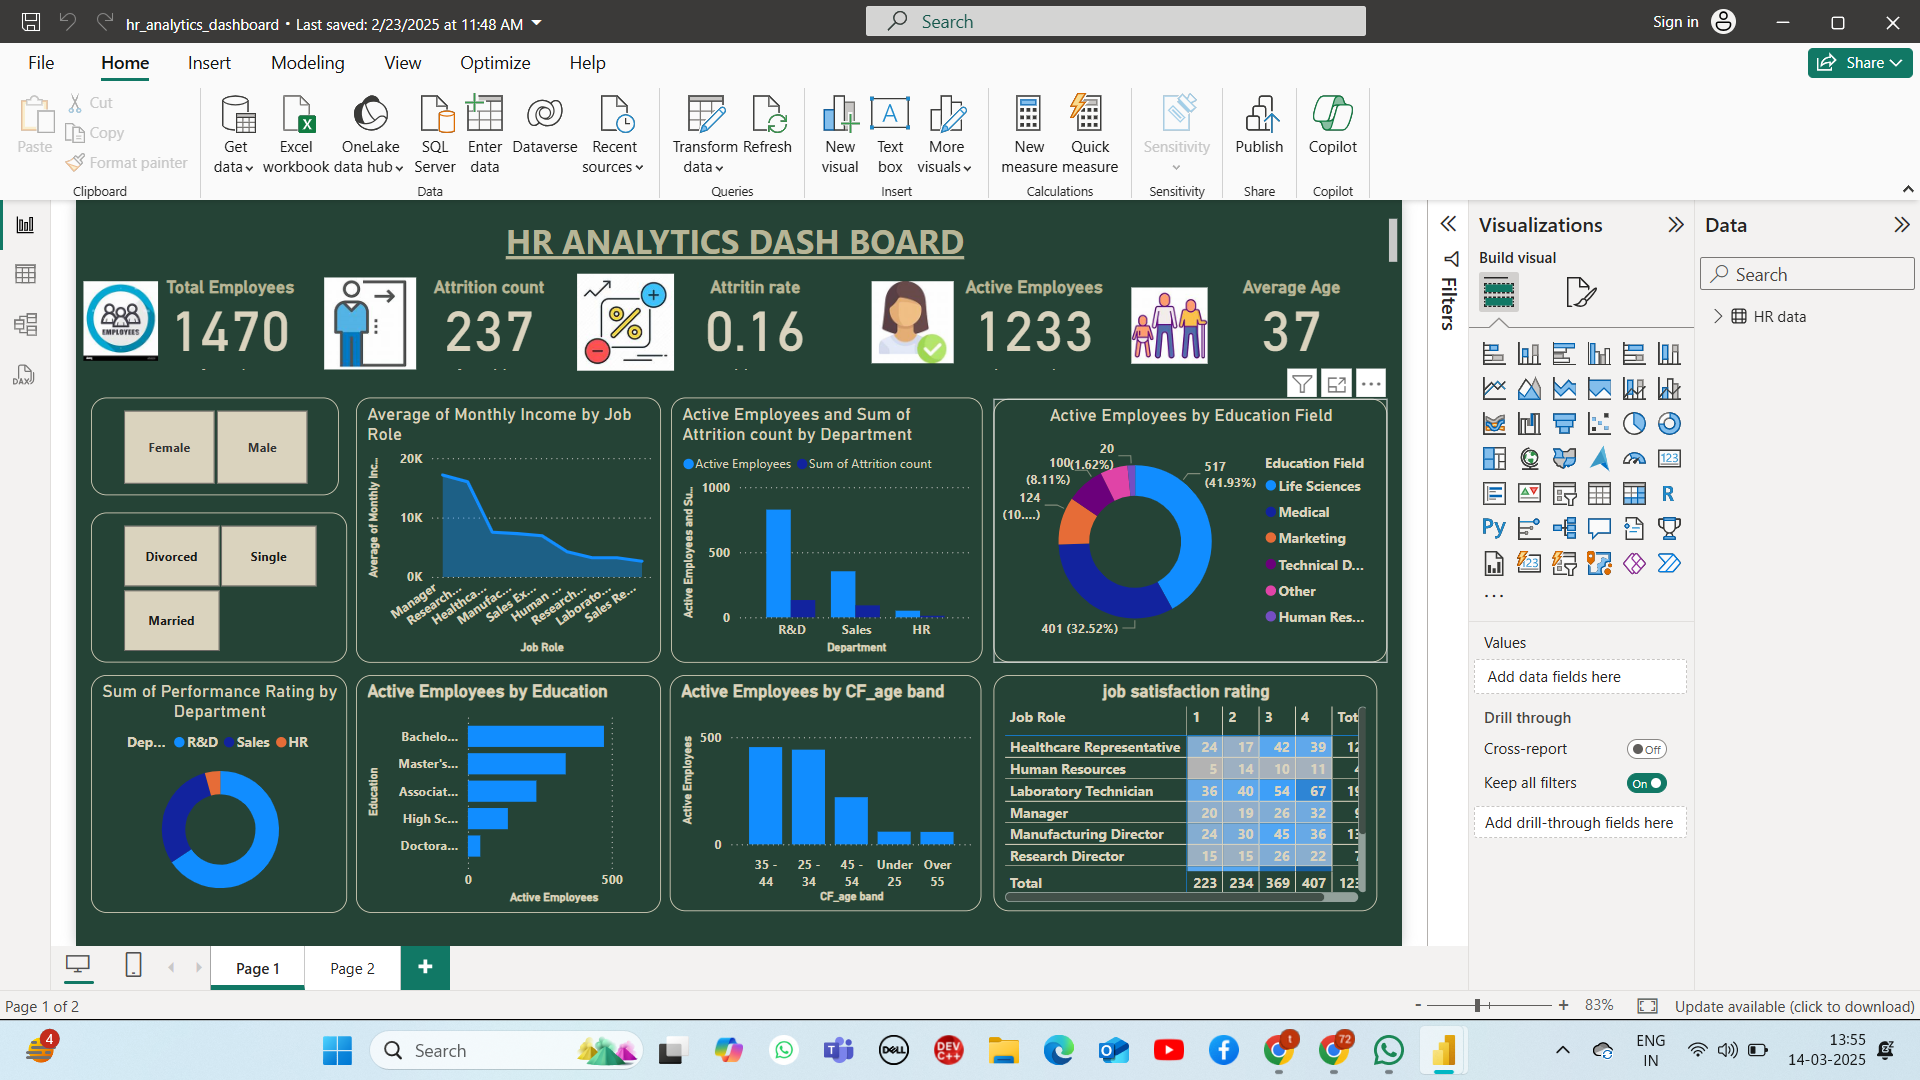 hr_analytics_dashboard • Last saved: 2/23/2025 at 11:48 AM
Search
Sign in
File Home Insert Modeling View Optimize Help
Share
Paste
Cut
Copy
Format painter
Clipboard
Get data
Excel workbook
OneLake data hub
SQL Server
Enter data
Dataverse
Recent sources
Data
Transform data
Refresh
Queries
New visual
Text box
More visuals
Insert
New measure
Quick measure
Calculations
Sensitivity
Sensitivity
Publish
Share
Copilot
Copilot
HR ANALYTICS DASH BOARD
EMPLOYEES
Total Employees
1470
Attrition count
237
Attritin rate
0.16
Active Employees
1233
Average Age
37
Female
Male
Divorced
Single
Married
Average of Monthly Income by Job
Role
Average of Monthly Inc...
20K
10K
0K
Manager
Research...
Healthca...
Manufac...
Sales Ex...
Human ...
Research...
Laborato...
Sales Re...
Job Role
Active Employees and Sum of
Attrition count by Department
Active Employees Sum of Attrition count
Active Employees and Su...
1000
500
0
R&D Sales HR
Department
Active Employees by Education Field
20
(1.62%)
100
(8.11%)
124
(10....)
517
(41.93%)
401 (32.52%)
Education Field
Life Sciences
Medical
Marketing
Technical D...
Other
Human Res...
Sum of Performance Rating by
Department
Dep... R&D Sales HR
Active Employees by Education
Education
Bachelo...
Master's...
Associat...
High Sc...
Doctora...
0 500
Active Employees
Active Employees by CF_age band
Active Employees
500
0
35 - 44
25 - 34
45 - 54
Under 25
Over 55
CF_age band
job satisfaction rating
Job Role 1 2 3 4 Tot
Healthcare Representative 24 17 42 39 12
Human Resources 5 14 10 11 4
Laboratory Technician 36 40 54 67 19
Manager 20 19 26 32 9
Manufacturing Director 24 30 45 36 13
Research Director 15 15 26 22 7
Total 223 234 369 407 123
Filters
Visualizations
Build visual
123
R
Py
123
...
Values
Add data fields here
Drill through
Cross-report Off
Keep all filters On
Add drill-through fields here
Data
Search
HR data
DAX
Page 1
Page 2
+
Page 1 of 2
- + 83%
Update available (click to download)
4
Search
T
DELL
DEV C++
t
72
ENG
IN
13:55
14-03-2025